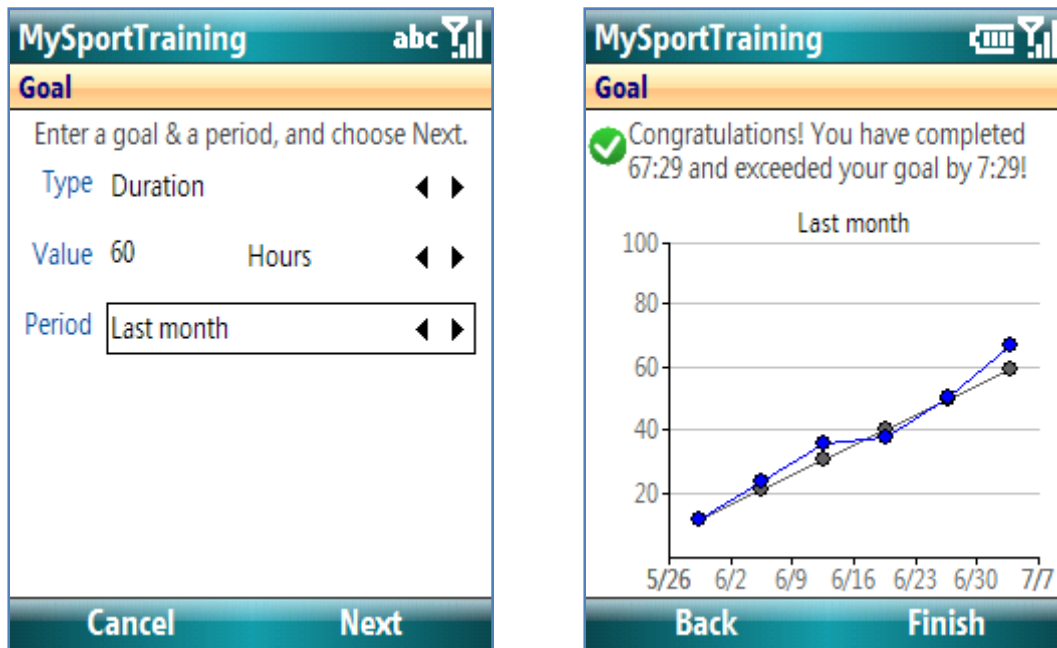 MySportTraining abc
Goal
Enter a goal & a period, and choose Next.
Type Duration
Value 60 Hours
Period Last month
Cancel Next
MySportTraining
Goal
Congratulations! You have completed
67:29 and exceeded your goal by 7:29!
Last month
100
80
60
40
20
5/26 6/2 6/9 6/16 6/23 6/30 7/7
Back Finish